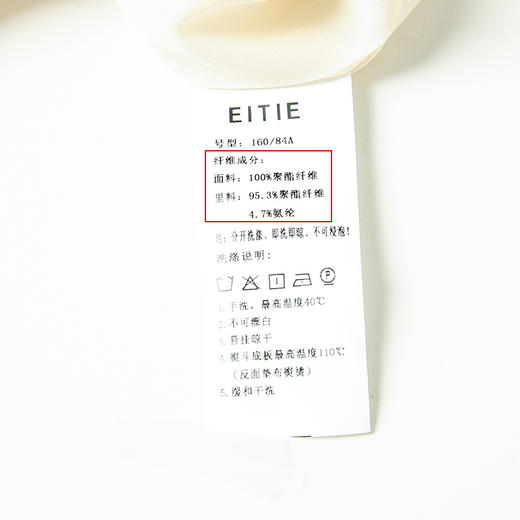 EITIE
号型: 160/84A
纤维成分:
面料: 100%聚酯纤维
里料: 95.3%聚酯纤维
4.7%氨纶
注: 分开洗涤、即洗即晾、不可浸泡!
洗涤说明:
1.手洗, 最高温度40℃
2.不可漂白
3.悬挂晾干
4.熨斗底板最高温度110℃
(反面垫布熨烫)
5.缓和干洗